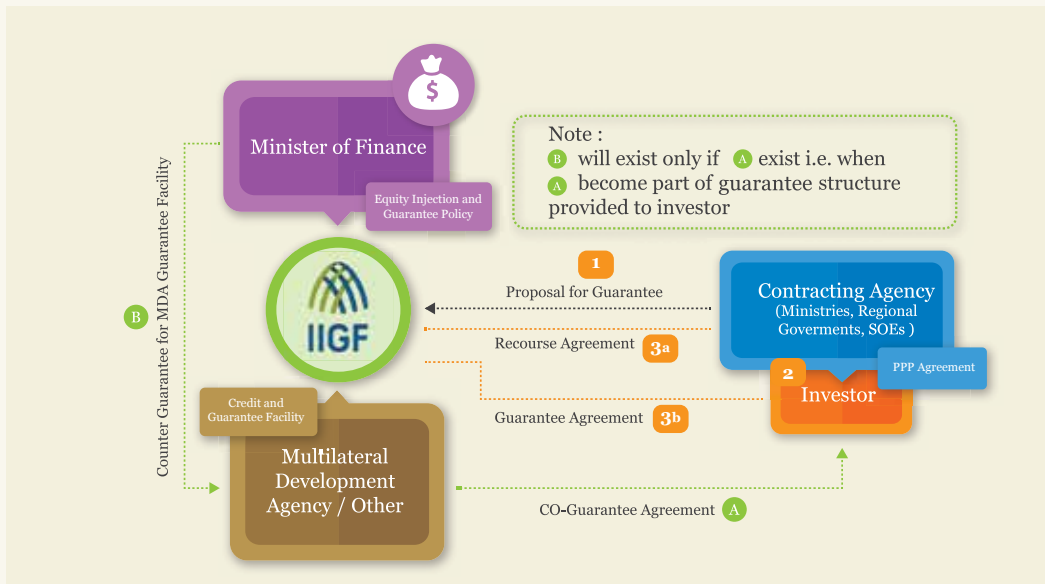 $
Minister of Finance
Equity Injection and
Guarantee Policy
Note :
B will exist only if A exist i.e. when
A become part of guarantee structure
provided to investor
B Counter Guarantee for MDA Guarantee Facility
IIGF
1
Proposal for Guarantee
Recourse Agreement 3a
Guarantee Agreement 3b
Contracting Agency
(Ministries, Regional
Goverments, SOEs )
PPP Agreement
2
Investor
Credit and
Guarantee Facility
Multilateral
Development
Agency / Other
CO-Guarantee Agreement A